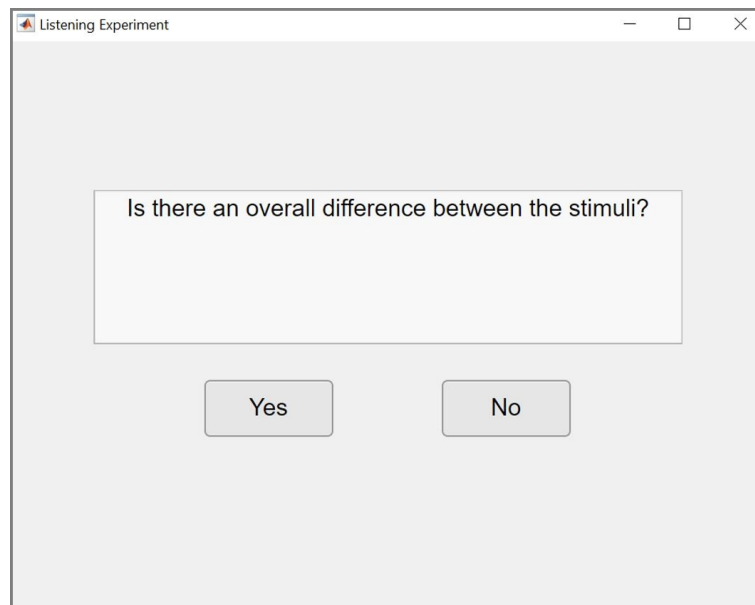 Listening Experiment
Is there an overall difference between the stimuli?
Yes
No